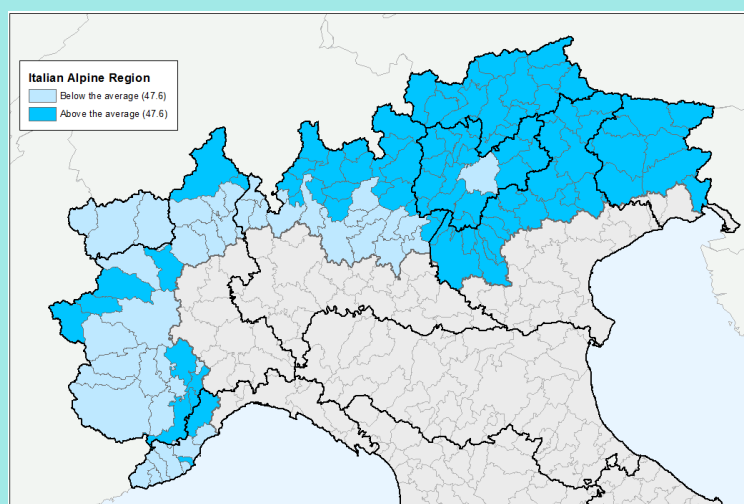 Italian Alpine Region
Below the average (47.6)
Above the average (47.6)